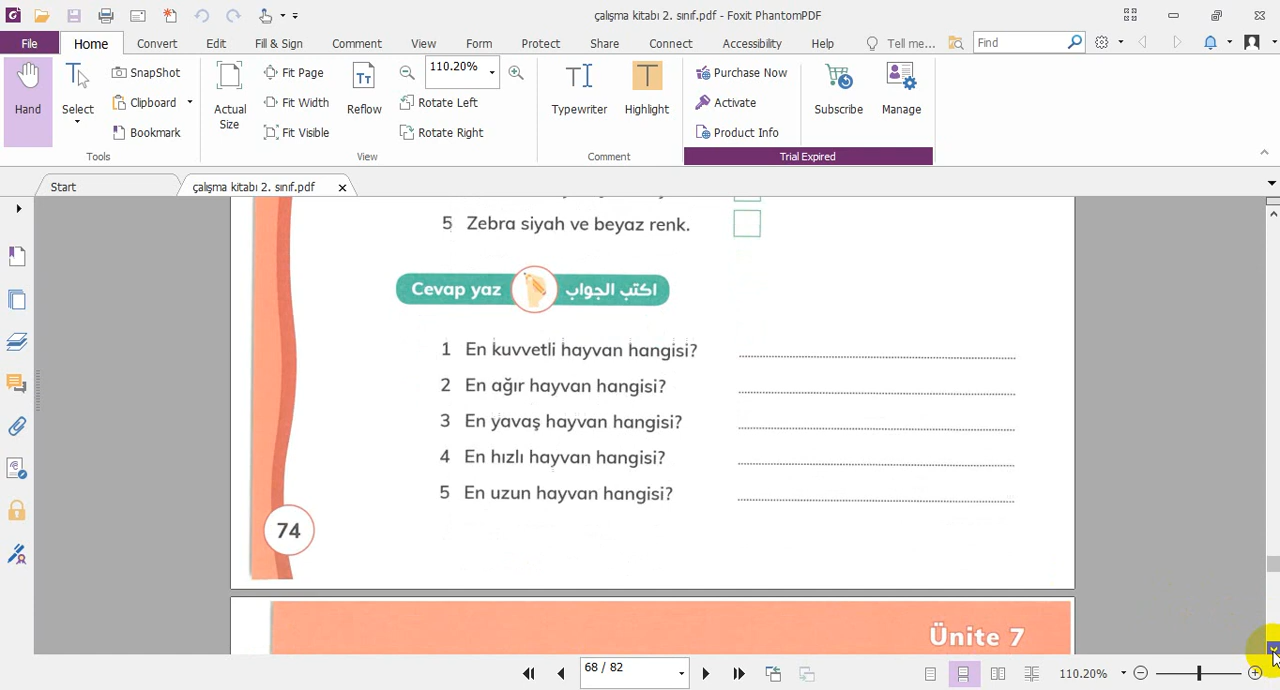 çalışma kitabı 2. sınıf.pdf - Foxit PhantomPDF
File Home Convert Edit Fill & Sign Comment View Form Protect Share Connect Accessibility Help Tell me... Find
Hand
Select
SnapShot
Clipboard
Bookmark
Tools
Actual Size
Fit Page
Fit Width
Fit Visible
Reflow
110.20%
Rotate Left
Rotate Right
View
Typewriter
Highlight
Comment
Purchase Now
Activate
Product Info
Trial Expired
Subscribe
Manage
Start
çalışma kitabı 2. sınıf.pdf
5 Zebra siyah ve beyaz renk.
Cevap yaz اكتب الجواب
1 En kuvvetli hayvan hangisi?
2 En ağır hayvan hangisi?
3 En yavaş hayvan hangisi?
4 En hızlı hayvan hangisi?
5 En uzun hayvan hangisi?
74
Ünite 7
68 / 82
110.20%